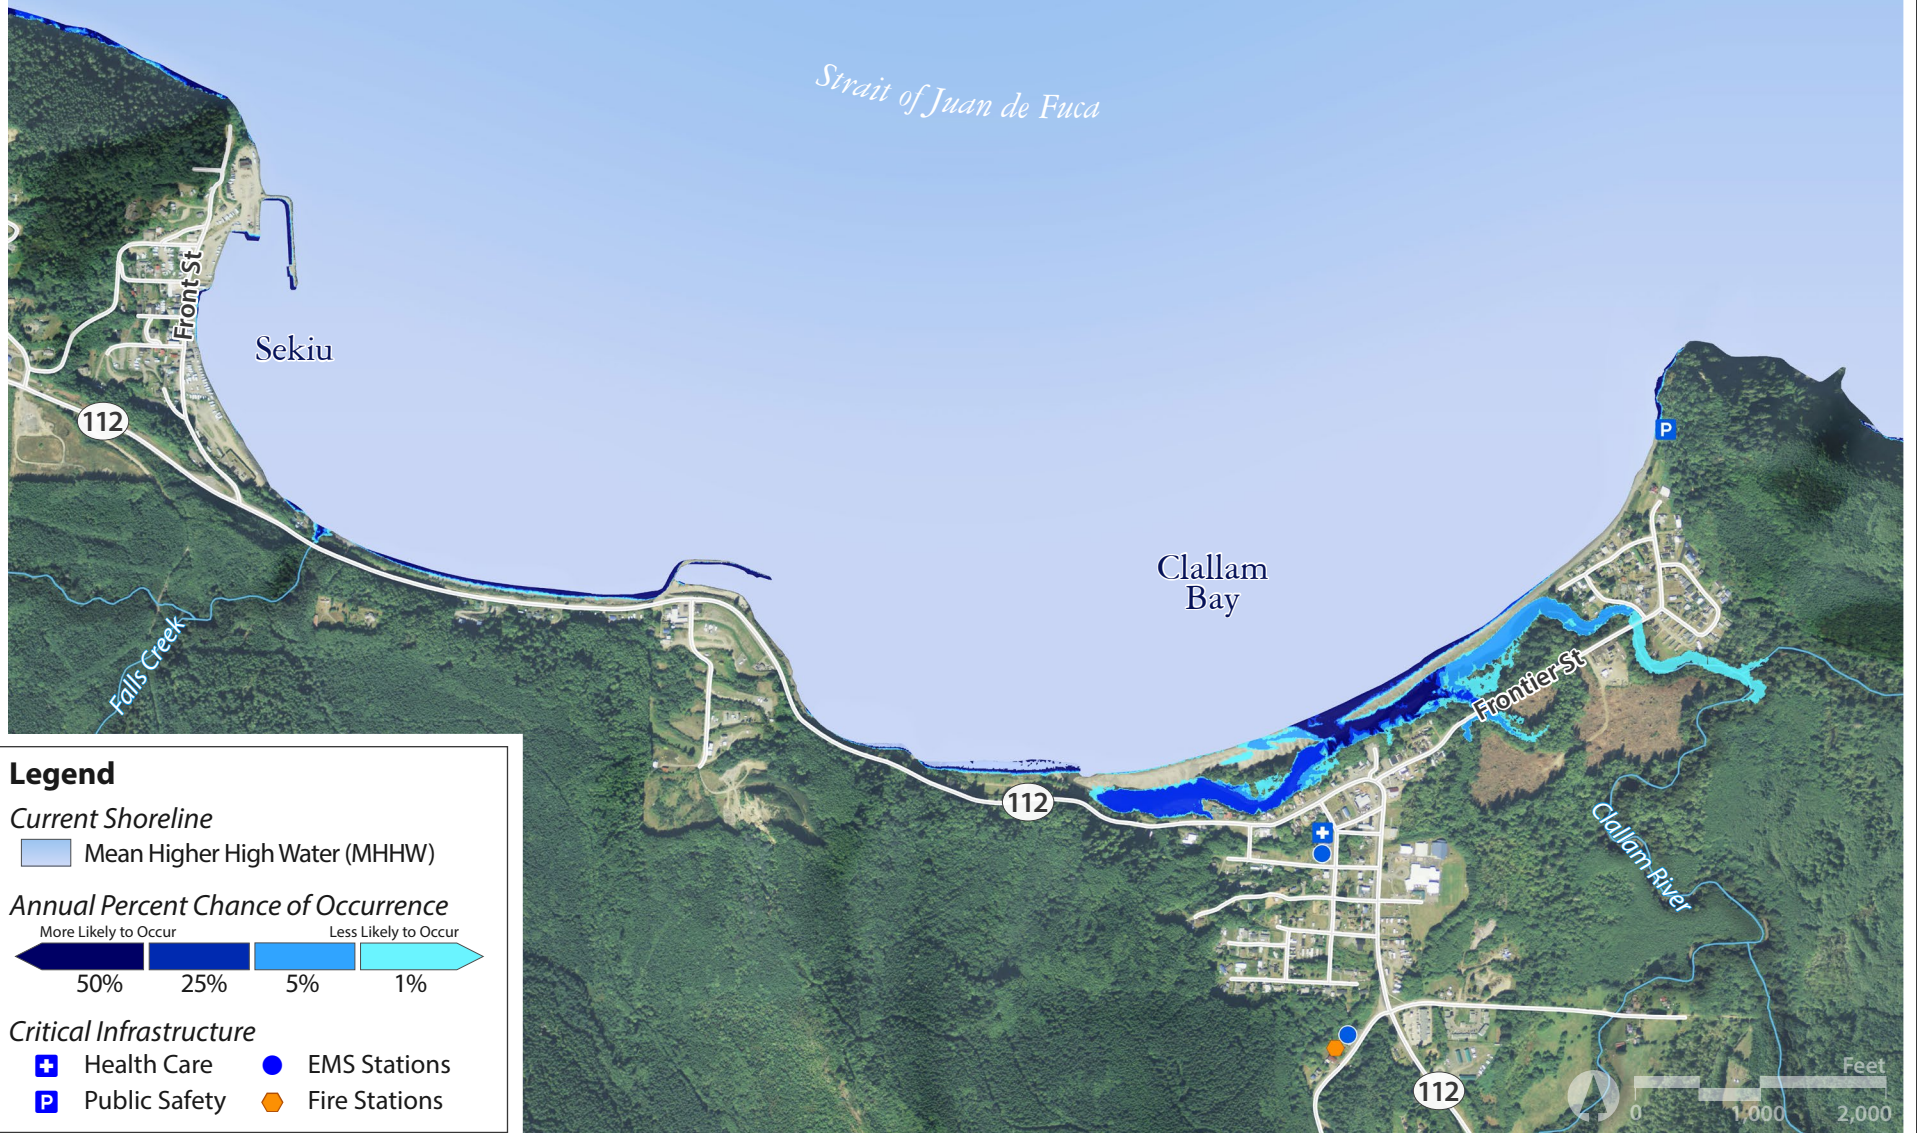 Strait of Juan de Fuca
Front St
Sekiu
112
P
Clallam
Bay
Falls Creek
Frontier St
112
Clallam River
112
Feet
0
1,000
2,000
Legend
Current Shoreline
Mean Higher High Water (MHHW)
Annual Percent Chance of Occurrence
More Likely to Occur
Less Likely to Occur
50%
25%
5%
1%
Critical Infrastructure
Health Care
EMS Stations
P
Public Safety
Fire Stations